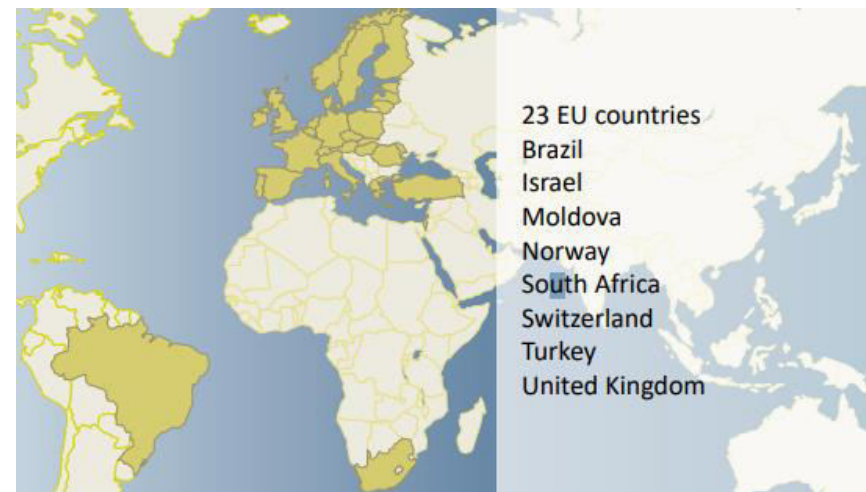 23 EU countries
Brazil
Israel
Moldova
Norway
South Africa
Switzerland
Turkey
United Kingdom